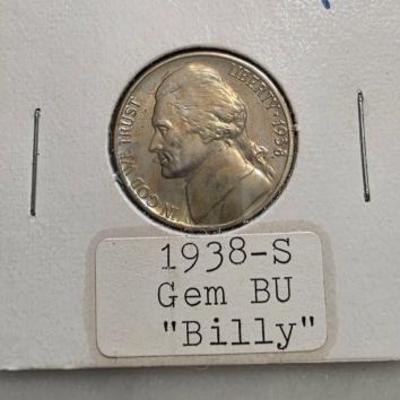 IN GOD WE TRUST
LIBERTY * 1938
1938-S
Gem BU
"Billy"